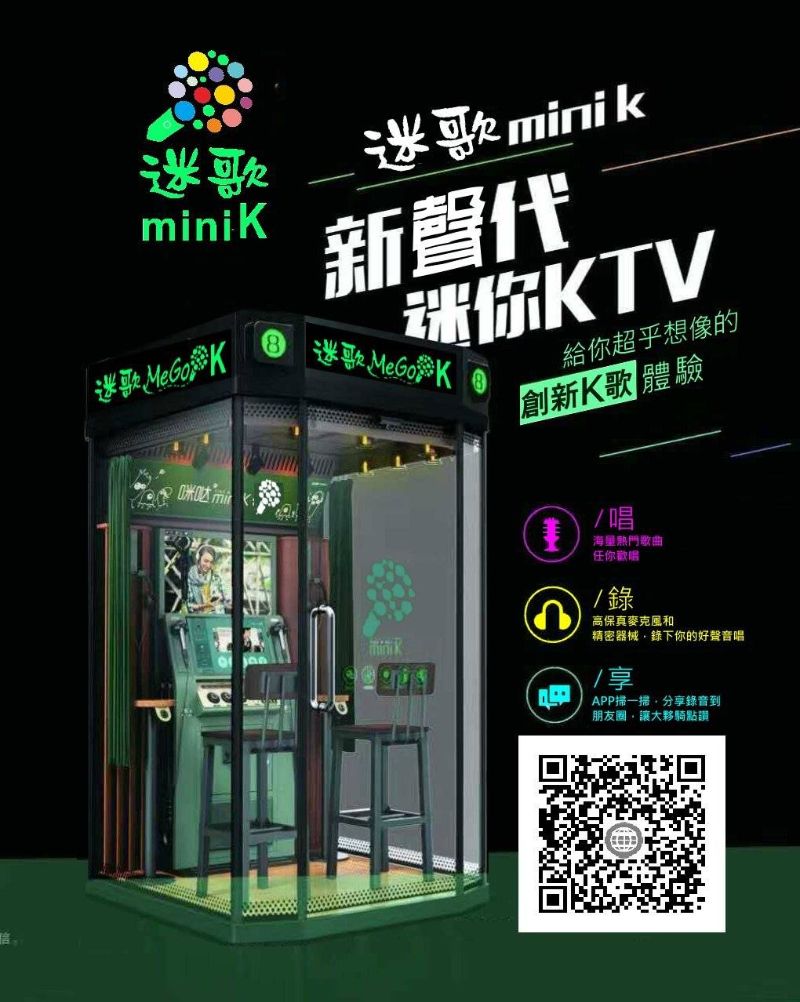 迷歌
miniK
迷歌 mini k
新聲代
迷你KTV
給你超乎想像的
創新K歌 體驗
迷歌 MeGo K
8
迷歌 MeGo K
8
咪哒 mini K
mini K
/唱
海量熱門歌曲
任你歡唱
/錄
高保真麥克風和
精密器械，錄下你的好聲音唱
/享
APP掃一掃，分享錄音到
朋友圈，讓大夥騎點讚
信。